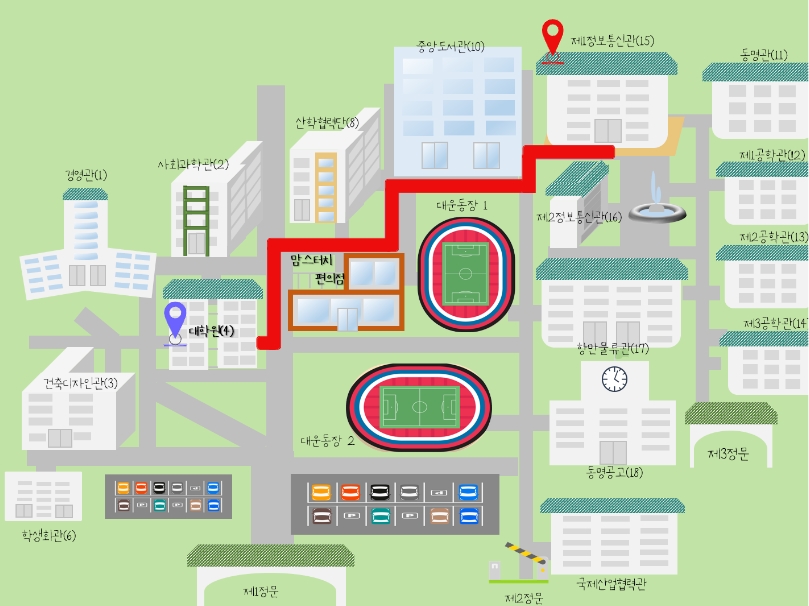 중앙도서관(10)
제1정보통신관(15)
동명관(11)
산학협력단(8)
사회과학관(2)
경영관(1)
제1공학관(12)
제2정보통신관(16)
대운동장 1
제2공학관(13)
맘스터치
편의점
대학원(4)
제3공학관(14
항만물류관(17)
건축디자인관(3)
대운동장 2
제3정문
동명공고(18)
학생회관(6)
국제산업협력관
제1정문
제2정문